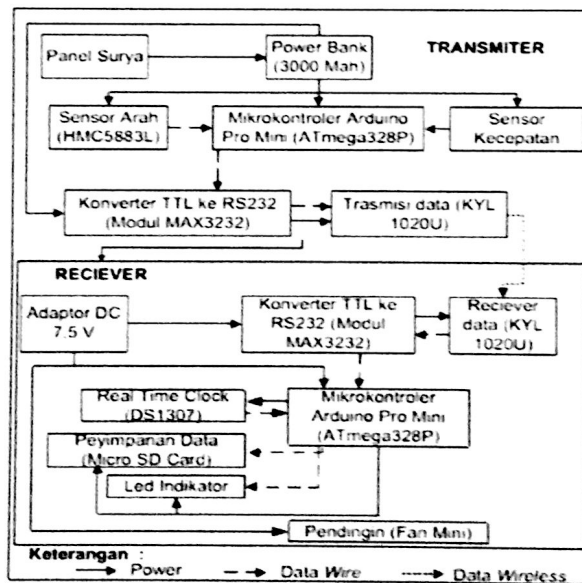 TRANSMITER
Panel Surya
Power Bank
(3000 Mah)
Sensor Arah
(HMC5883L)
Mikrokontroler Arduino
Pro Mini (ATmega328P)
Sensor
Kecepatan
Konverter TTL ke RS232
(Modul MAX3232)
Trasmisi data (KYL
1020U)
RECIEVER
Adaptor DC
7,5 V
Konverter TTL ke
RS232 (Modul
MAX3232)
Reciever
data (KYL
1020U)
Real Time Clock
(DS1307)
Mikrokontroler
Arduino Pro Mini
(ATmega328P)
Peyimpanan Data
(Micro SD Card)
Led Indikator
Pendingin (Fan Mini)
Keterangan :
Power
Data Wire
Data Wireless